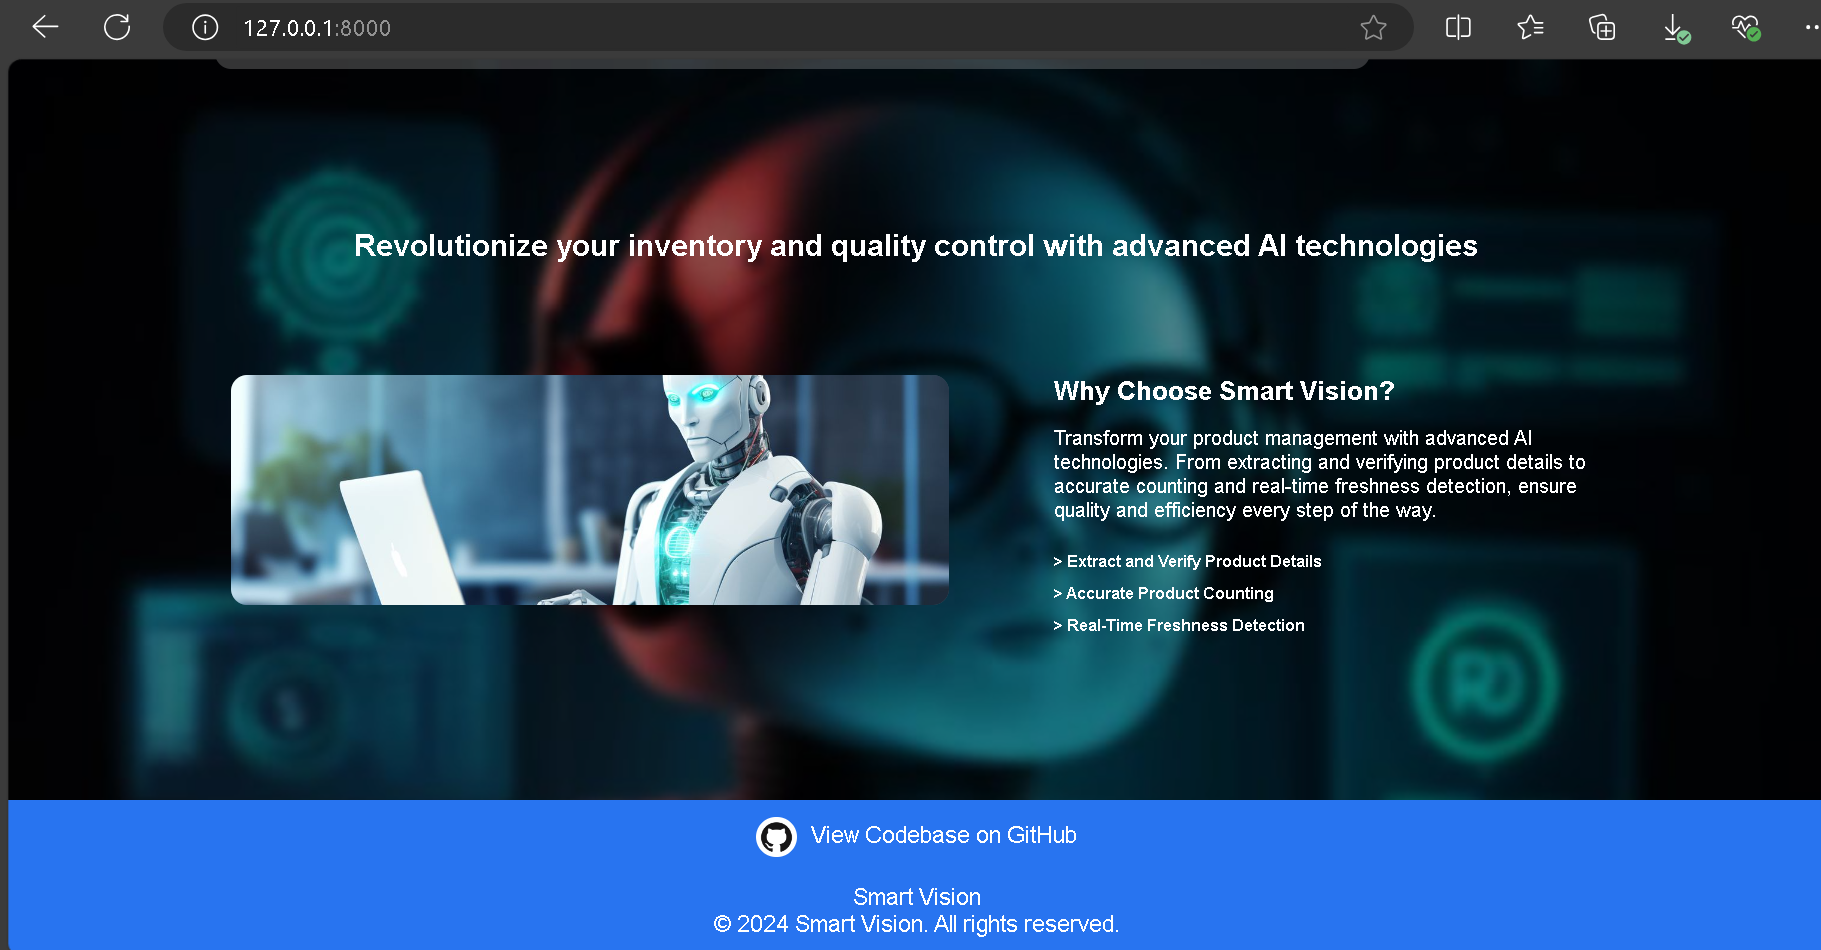 127.0.0.1:8000
Revolutionize your inventory and quality control with advanced AI technologies
Why Choose Smart Vision?
Transform your product management with advanced AI
technologies. From extracting and verifying product details to
accurate counting and real-time freshness detection, ensure
quality and efficiency every step of the way.
> Extract and Verify Product Details
> Accurate Product Counting
> Real-Time Freshness Detection
View Codebase on GitHub
Smart Vision
© 2024 Smart Vision. All rights reserved.